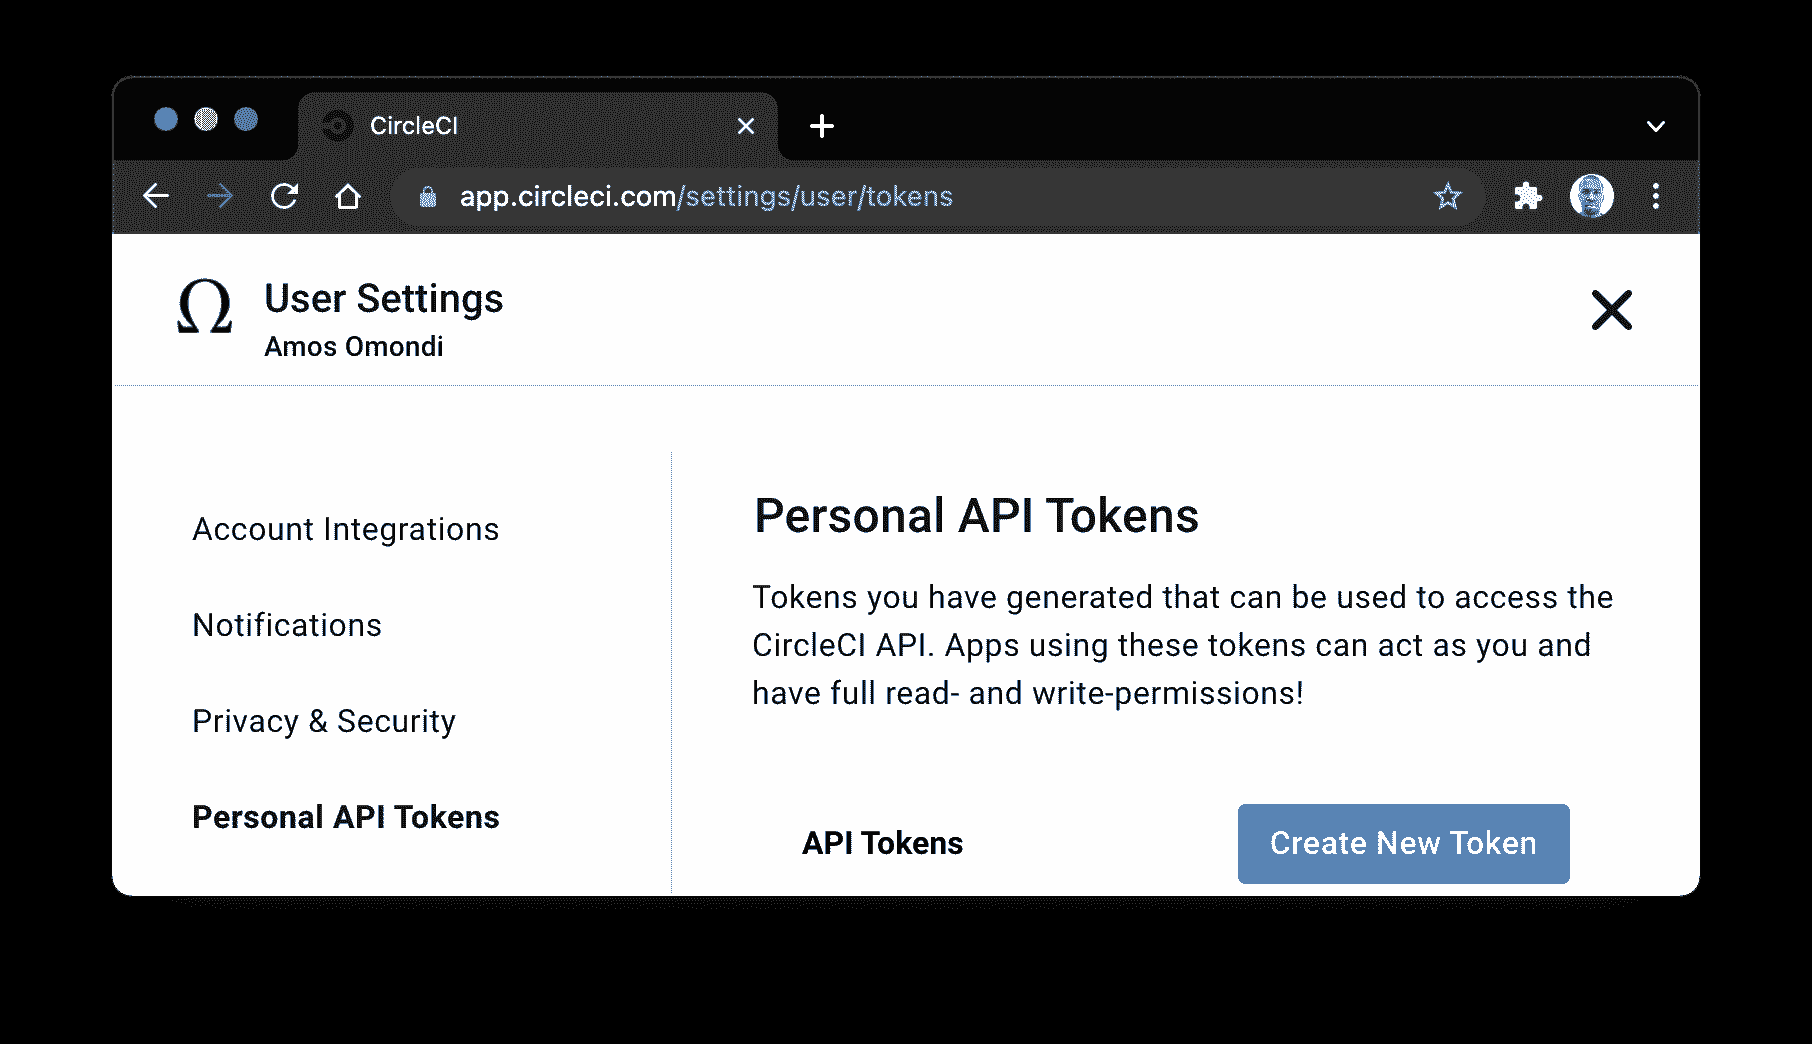 CircleCI
app.circleci.com/settings/user/tokens
Ω
User Settings
Amos Omondi
Account Integrations
Notifications
Privacy & Security
Personal API Tokens
Personal API Tokens
Tokens you have generated that can be used to access the
CircleCI API. Apps using these tokens can act as you and
have full read- and write-permissions!
API Tokens
Create New Token